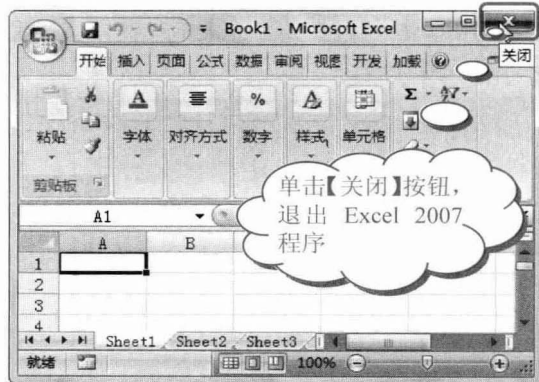 Book1 - Microsoft Excel
关闭
开始 插入 页面 公式 数据 审阅 视图 开发 加载
粘贴 字体 对齐方式 数字 样式 单元格
剪贴板
A1
A B
1
2
3
4
单击【关闭】按钮，
退出 Excel 2007
程序
Sheet1 Sheet2 Sheet3
就绪 100%